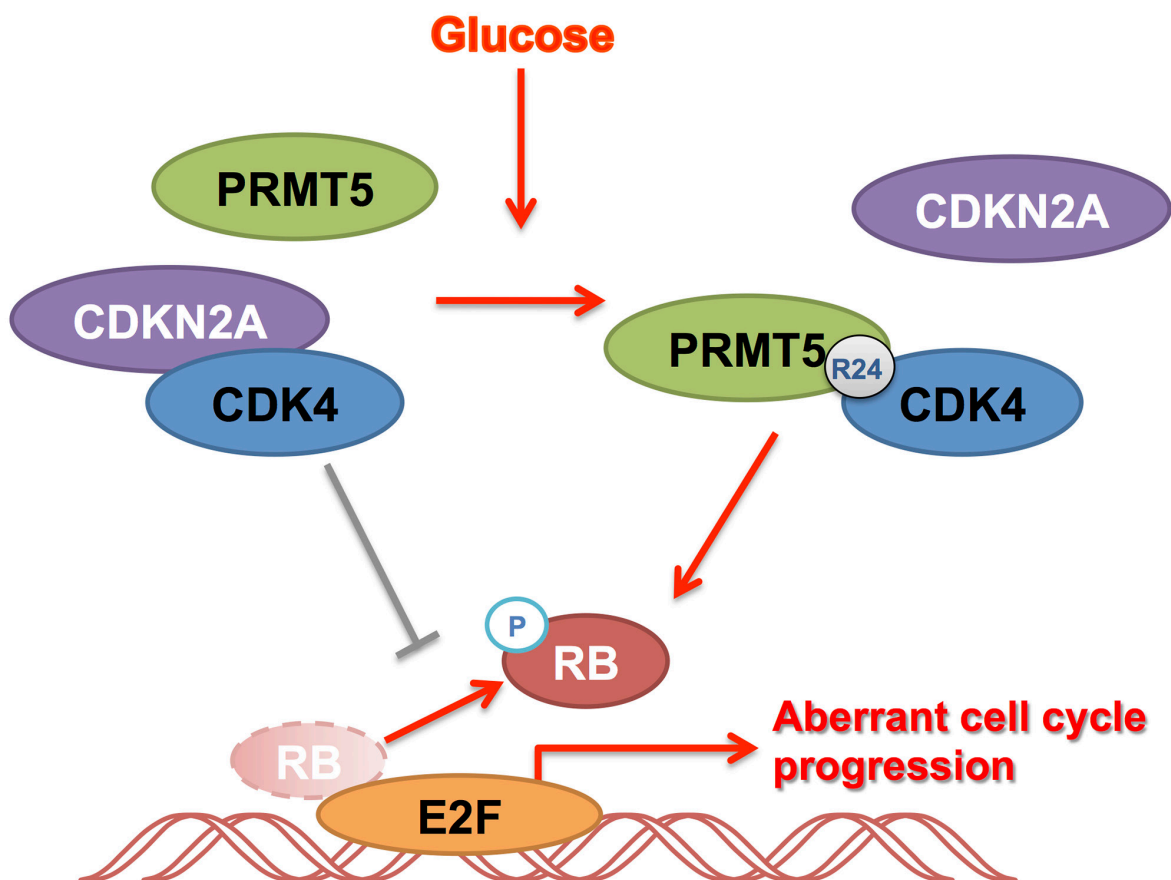 Glucose
PRMT5
CDKN2A
CDKN2A
CDK4
PRMT5
R24
CDK4
P
RB
RB
E2F
Aberrant cell cycle
progression